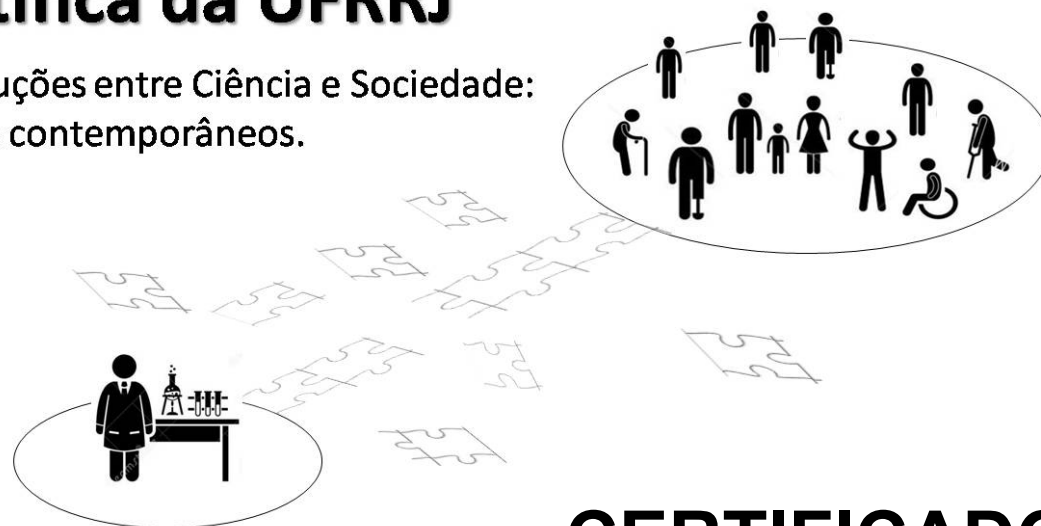 tífica da UFRRJ
uções entre Ciência e Sociedade:
contemporâneos.
CERTIFICADO